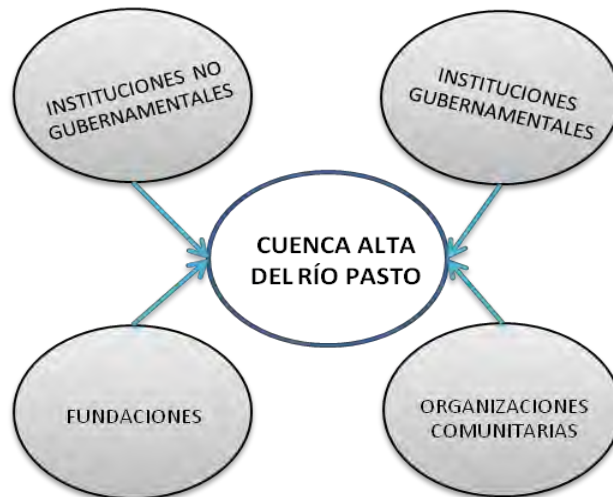 INSTITUCIONES NO
GUBERNAMENTALES
INSTITUCIONES
GUBERNAMENTALES
CUENCA ALTA
DEL RÍO PASTO
FUNDACIONES
ORGANIZACIONES
COMUNITARIAS